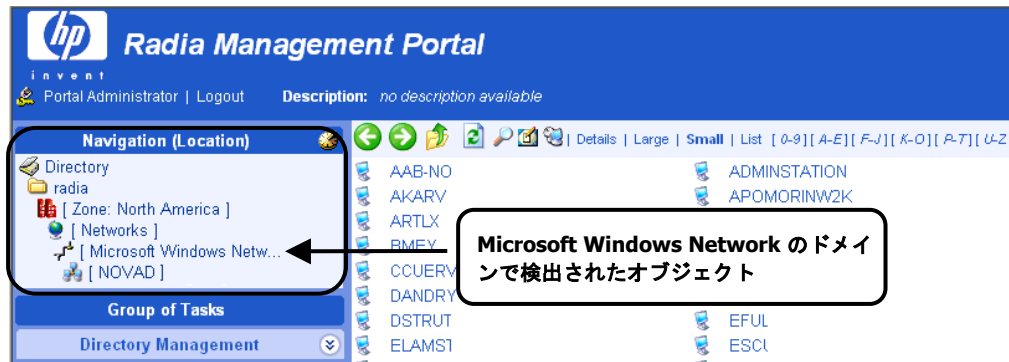 hp
invent
Radia Management Portal
Portal Administrator | Logout Description: no description available
Navigation (Location)
Directory
radia
[ Zone: North America ]
[ Networks ]
[ Microsoft Windows Netw...
[ NOVAD ]
Group of Tasks
Directory Management
| Details | Large | Small | List [ 0-9 ] [ A-E ] [ F-J ] [ K-O ] [ P-T ] [ U-Z
AAB-NO ADMINSTATION
AKARV APOMORINW2K
ARTLX
Microsoft Windows Network のドメイ
ンで検出されたオブジェクト
CCUERV
DANDRY
DSTRUT EFUL
ELAMST